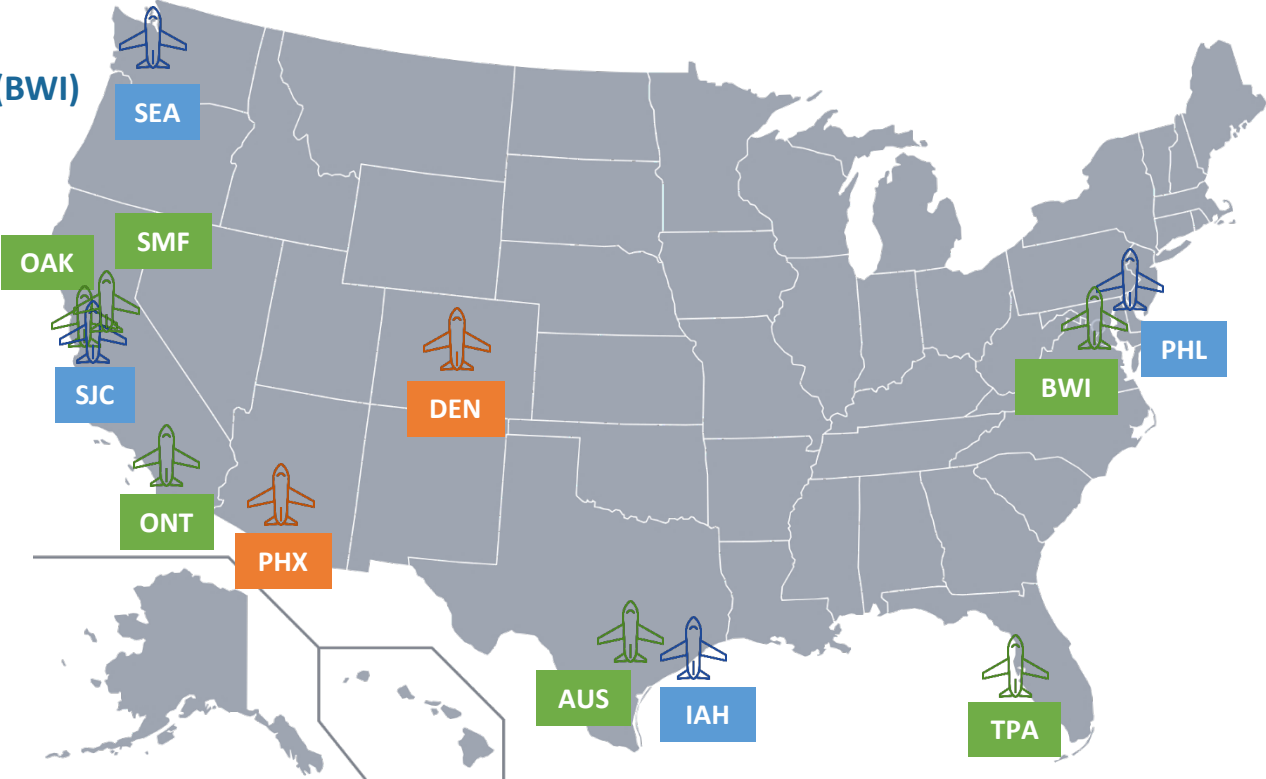 (BWI)
SEA
SMF
OAK
SJC
DEN
PHL
BWI
ONT
PHX
AUS
IAH
TPA